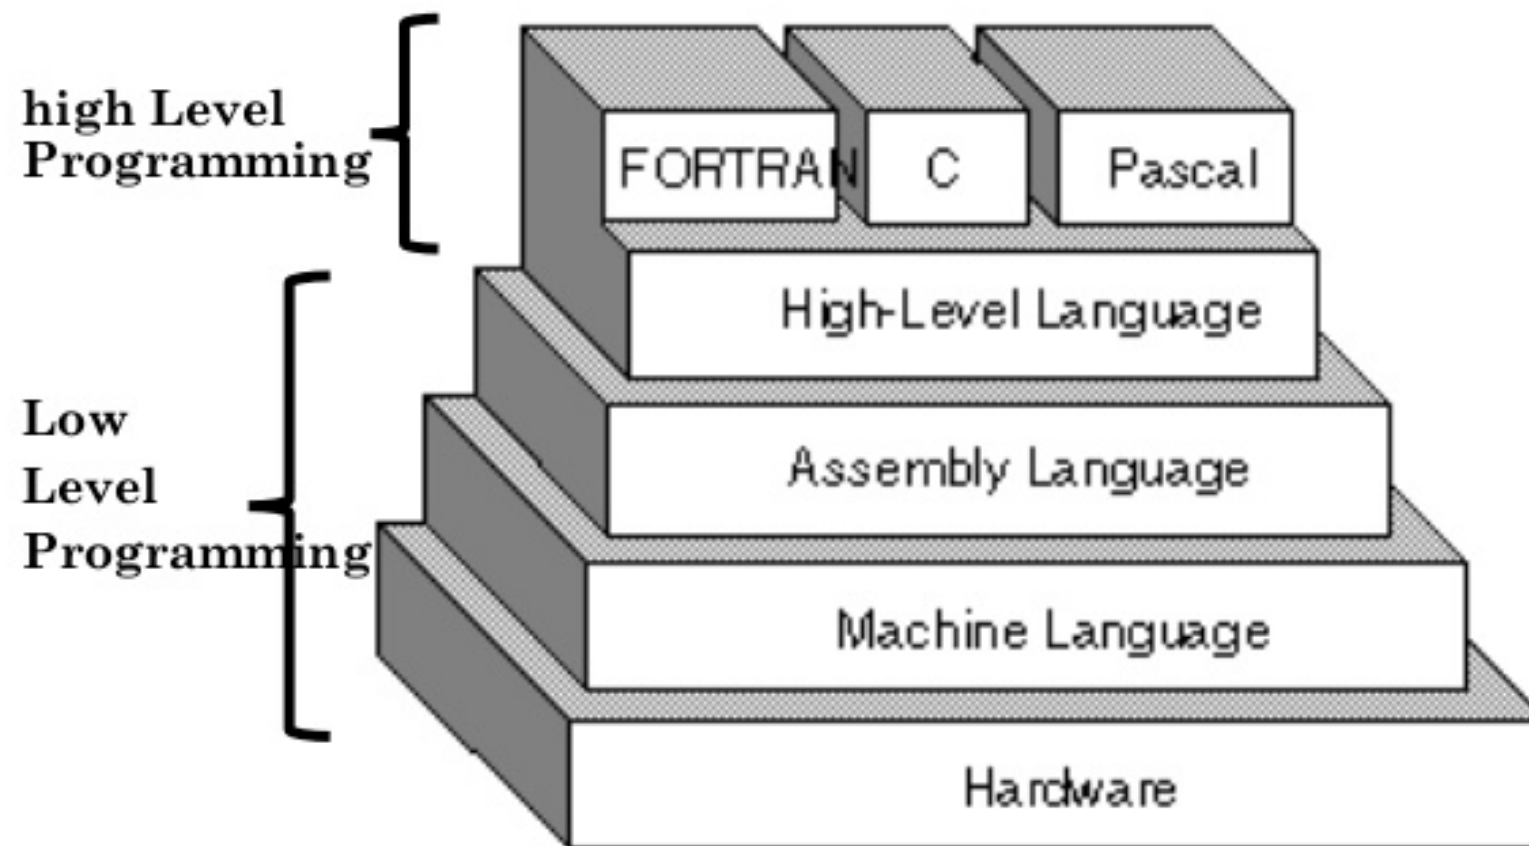 high Level
Programming
FORTRAN
C
Pascal
High-Level Language
Low
Level
Programming
Assembly Language
Machine Language
Hardware